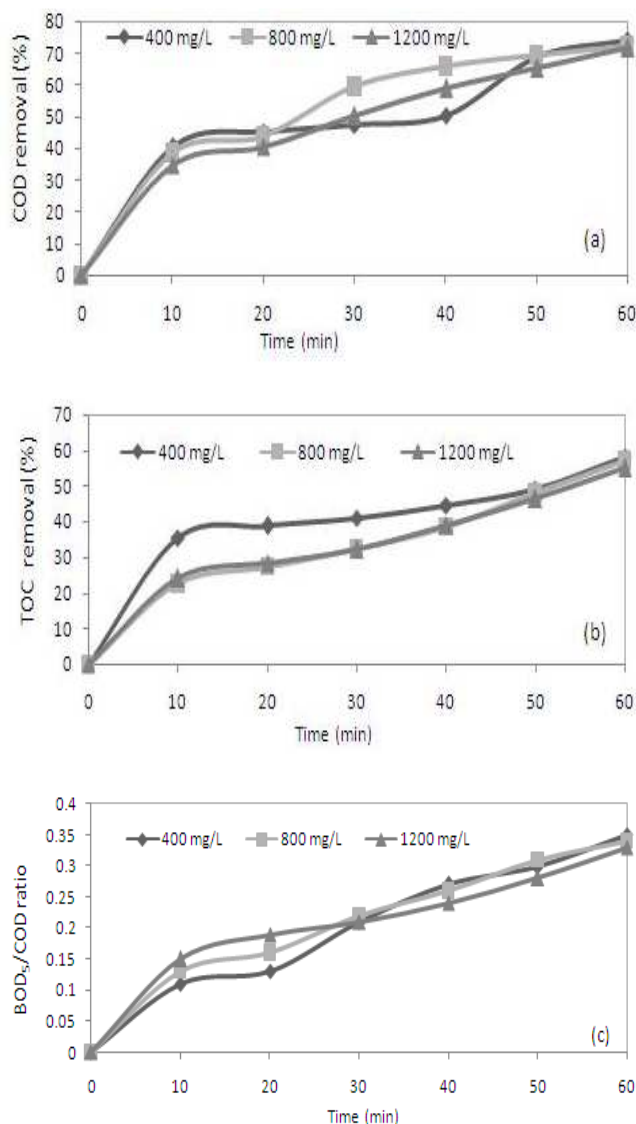 COD removal (%)
80
70
60
50
40
30
20
10
0
400 mg/L 800 mg/L 1200 mg/L
(a)
0 10 20 30 40 50 60
Time (min)
TOC removal (%)
70
60
50
40
30
20
10
0
400 mg/L 800 mg/L 1200 mg/L
(b)
0 10 20 30 40 50 60
Time (min)
BOD₅/COD ratio
0.4
0.35
0.3
0.25
0.2
0.15
0.1
0.05
0
400 mg/L 800 mg/L 1200 mg/L
(c)
0 10 20 30 40 50 60
Time (min)